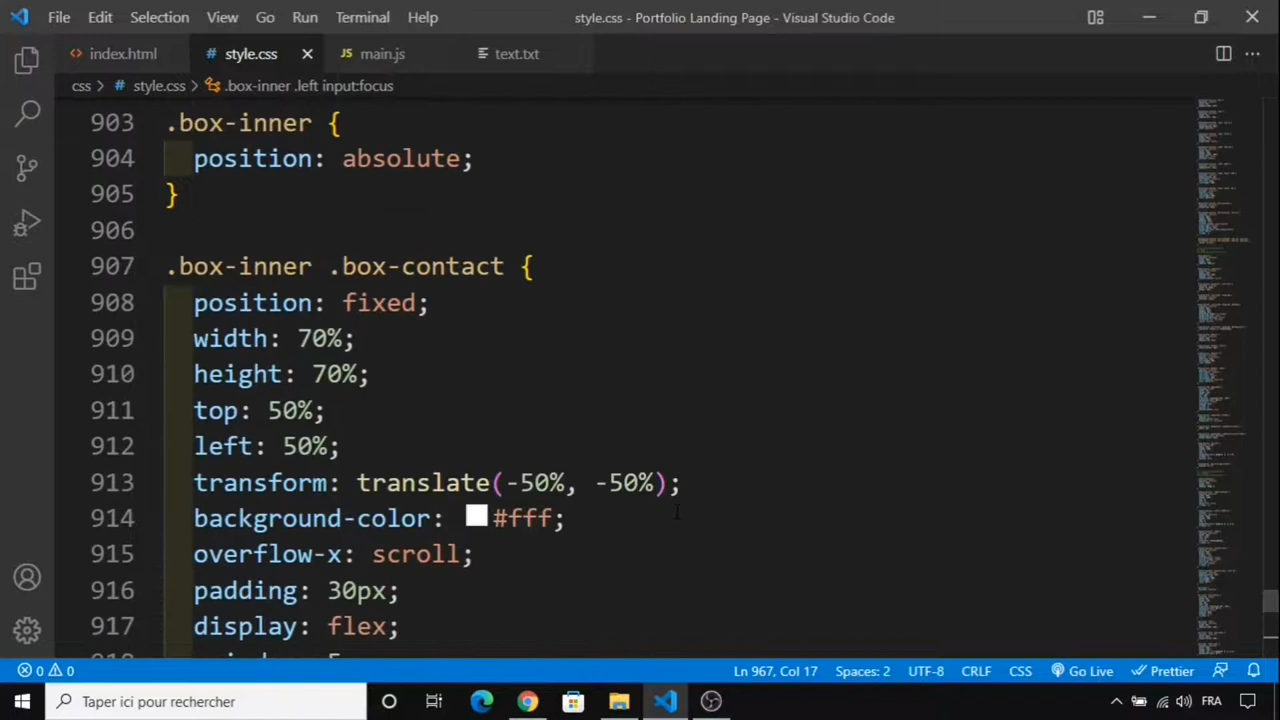 File Edit Selection View Go Run Terminal Help style.css - Portfolio Landing Page - Visual Studio Code
index.html # style.css JS main.js text.txt
css > # style.css > .box-inner .left input:focus
903 .box-inner {
904 position: absolute;
905 }
906
907 .box-inner .box-contact {
908 position: fixed;
909 width: 70%;
910 height: 70%;
911 top: 50%;
912 left: 50%;
913 transform: translate(-50%, -50%);
914 background-color: #fff;
915 overflow-x: scroll;
916 padding: 30px;
917 display: flex;
0 0 Ln 967, Col 17 Spaces: 2 UTF-8 CRLF CSS Go Live Prettier
Taper ici pour rechercher FRA